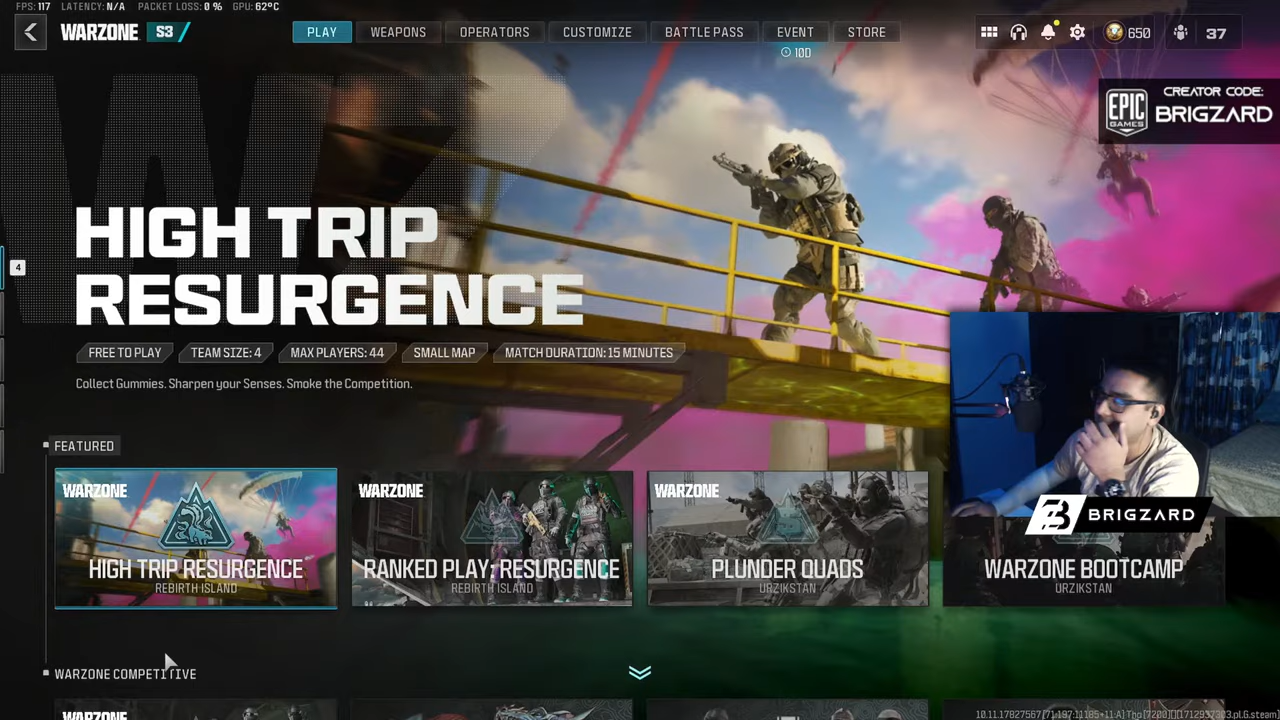 FPS: 117 LATENCY: N/A PACKET LOSS: 0 % GPU: 62°C
WARZONE S3
PLAY WEAPONS OPERATORS CUSTOMIZE BATTLE PASS EVENT STORE
650 37
10D
EPIC GAMES CREATOR CODE:
BRIGZARD
HIGH TRIP
RESURGENCE
4
FREE TO PLAY TEAM SIZE: 4 MAX PLAYERS: 44 SMALL MAP MATCH DURATION: 15 MINUTES
Collect Gummies. Sharpen your Senses. Smoke the Competition.
FEATURED
WARZONE
HIGH TRIP RESURGENCE
REBIRTH ISLAND
WARZONE
RANKED PLAY: RESURGENCE
REBIRTH ISLAND
WARZONE
PLUNDER QUADS
URZIKSTAN
BRIGZARD
WARZONE BOOTCAMP
URZIKSTAN
WARZONE COMPETITIVE
WARZONE